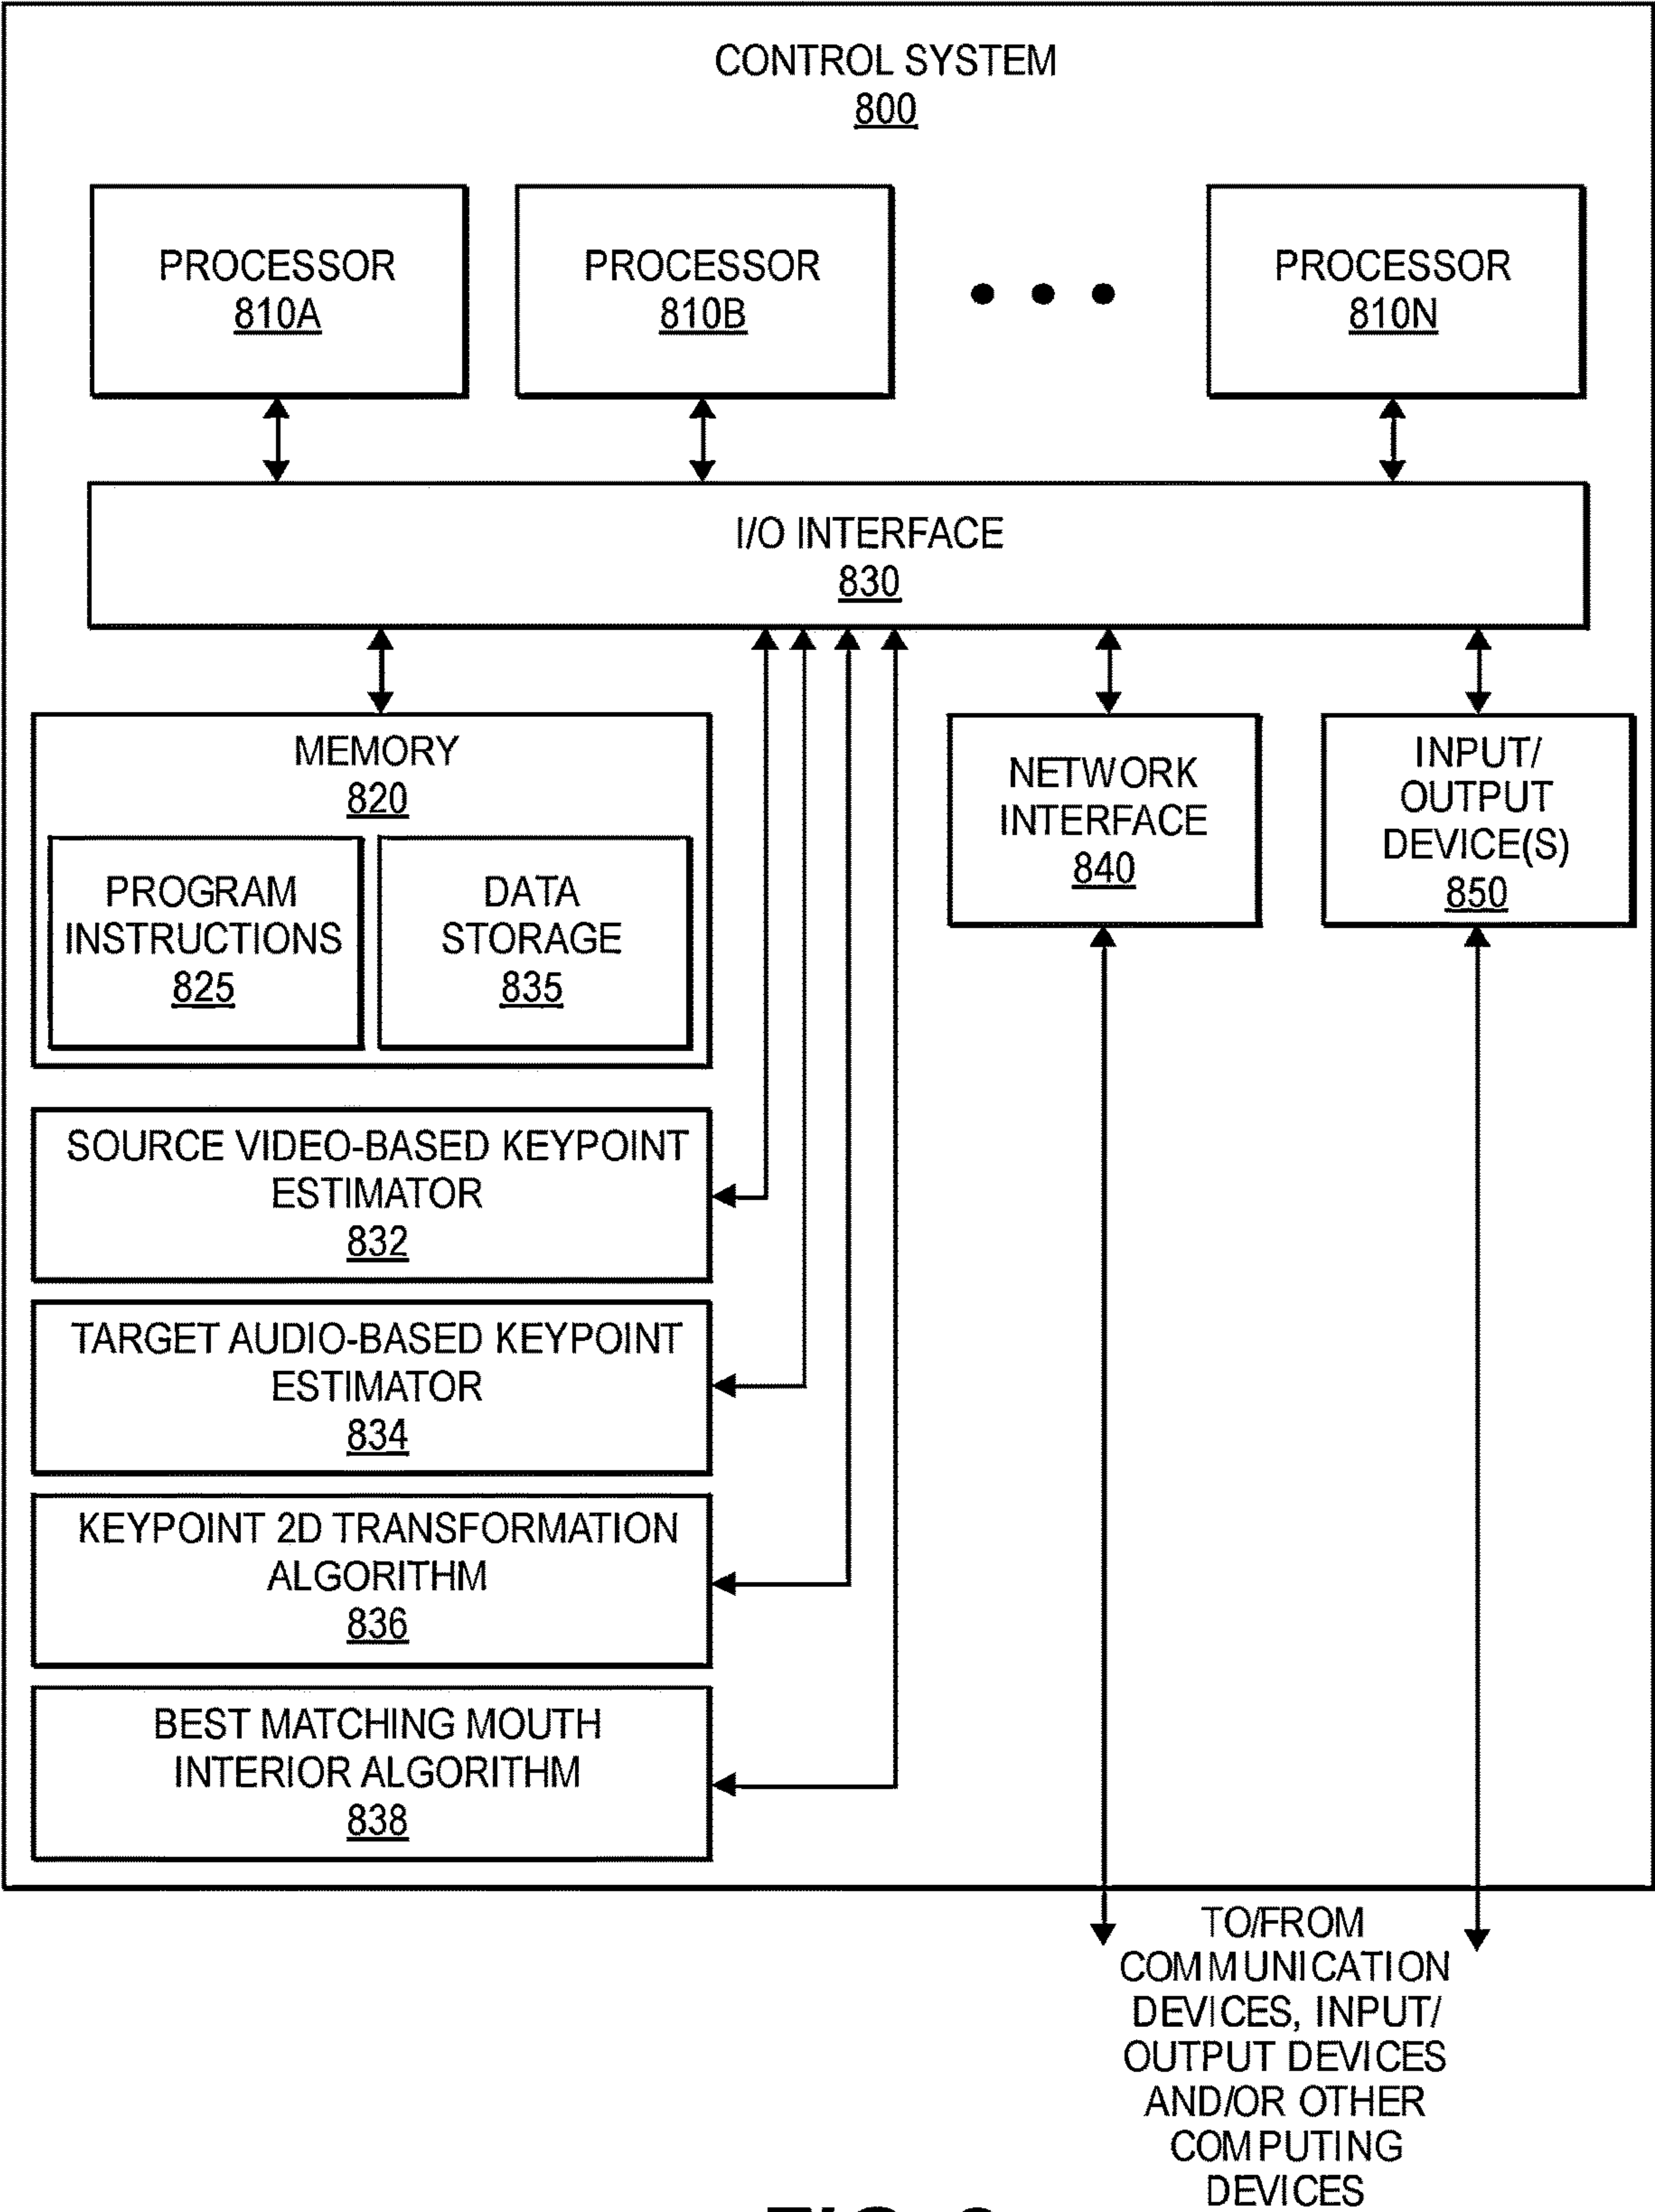 CONTROL SYSTEM
800
PROCESSOR
810A
PROCESSOR
810B
PROCESSOR
810N
I/O INTERFACE
830
MEMORY
820
PROGRAM
INSTRUCTIONS
825
DATA
STORAGE
835
NETWORK
INTERFACE
840
INPUT/
OUTPUT
DEVICE(S)
850
SOURCE VIDEO-BASED KEYPOINT
ESTIMATOR
832
TARGET AUDIO-BASED KEYPOINT
ESTIMATOR
834
KEYPOINT 2D TRANSFORMATION
ALGORITHM
836
BEST MATCHING MOUTH
INTERIOR ALGORITHM
838
TO/FROM
COMMUNICATION
DEVICES, INPUT/
OUTPUT DEVICES
AND/OR OTHER
COMPUTING
DEVICES